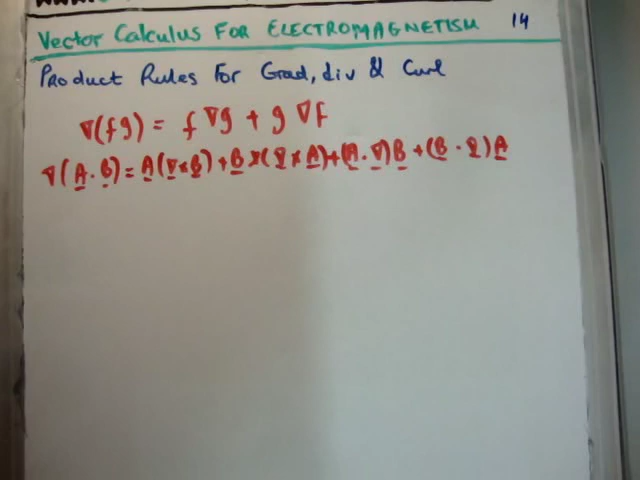 Vector Calculus FOR ELECTROMAGNETISM 14
Product Rules For Grad, div & Curl
∇(fg) = f ∇g + g ∇f
∇(A · B) = A(∇×B) + B×(∇×A)+(A · ∇)B +(B · ∇)A